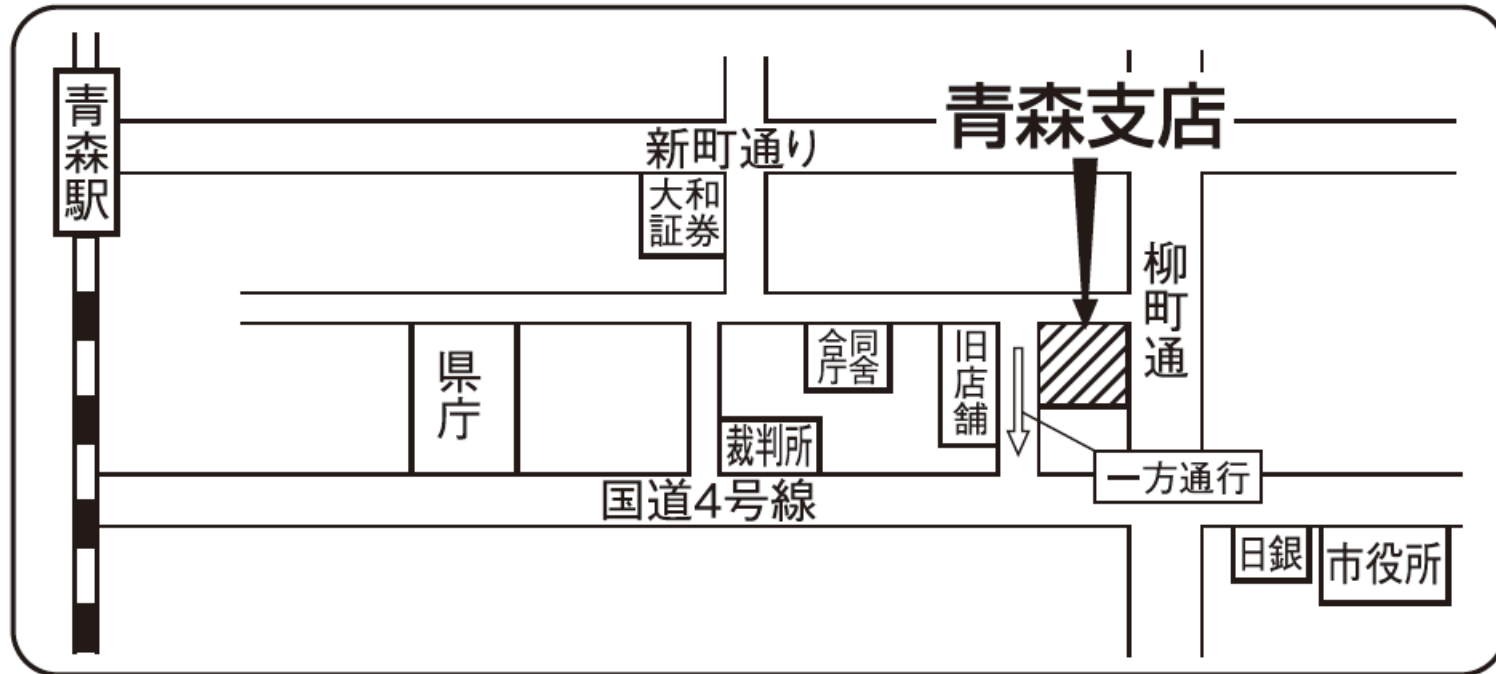 青森駅
新町通り
青森支店
大和
証券
柳町通
県庁
合同
庁舎
旧店舗
裁判所
一方通行
国道4号線
日銀
市役所